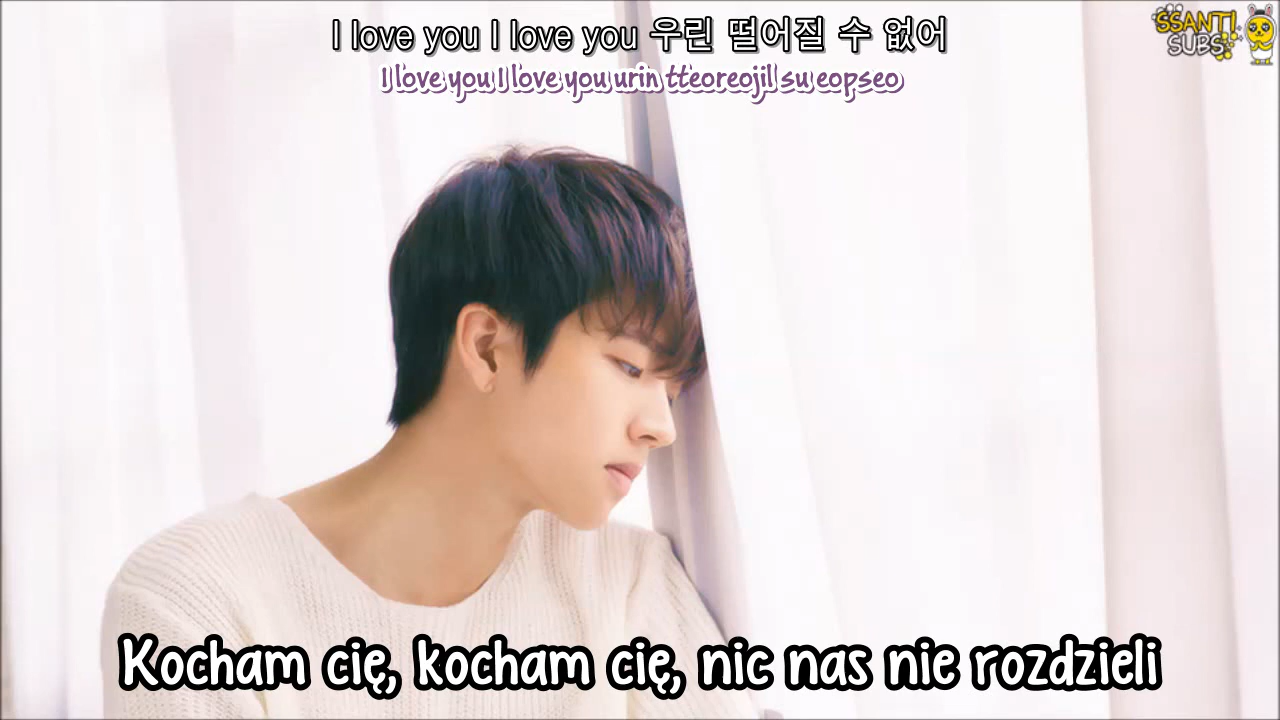 I love you I love you 우린 떨어질 수 없어
I love you I love you urin tteoreojil su eopseo
SSANTI
SUBS
Kocham cię, kocham cię, nic nas nie rozdzieli